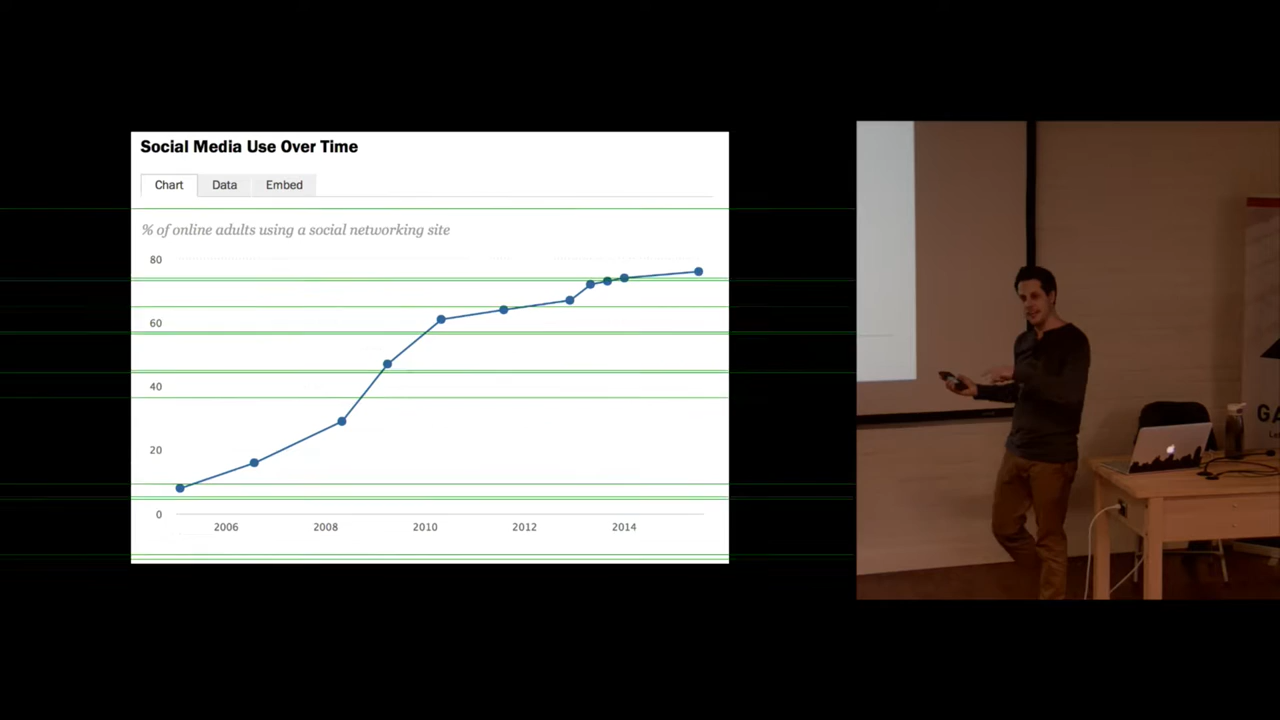 Social Media Use Over Time
Chart Data Embed
% of online adults using a social networking site
80
60
40
20
0
2006 2008 2010 2012 2014
GA